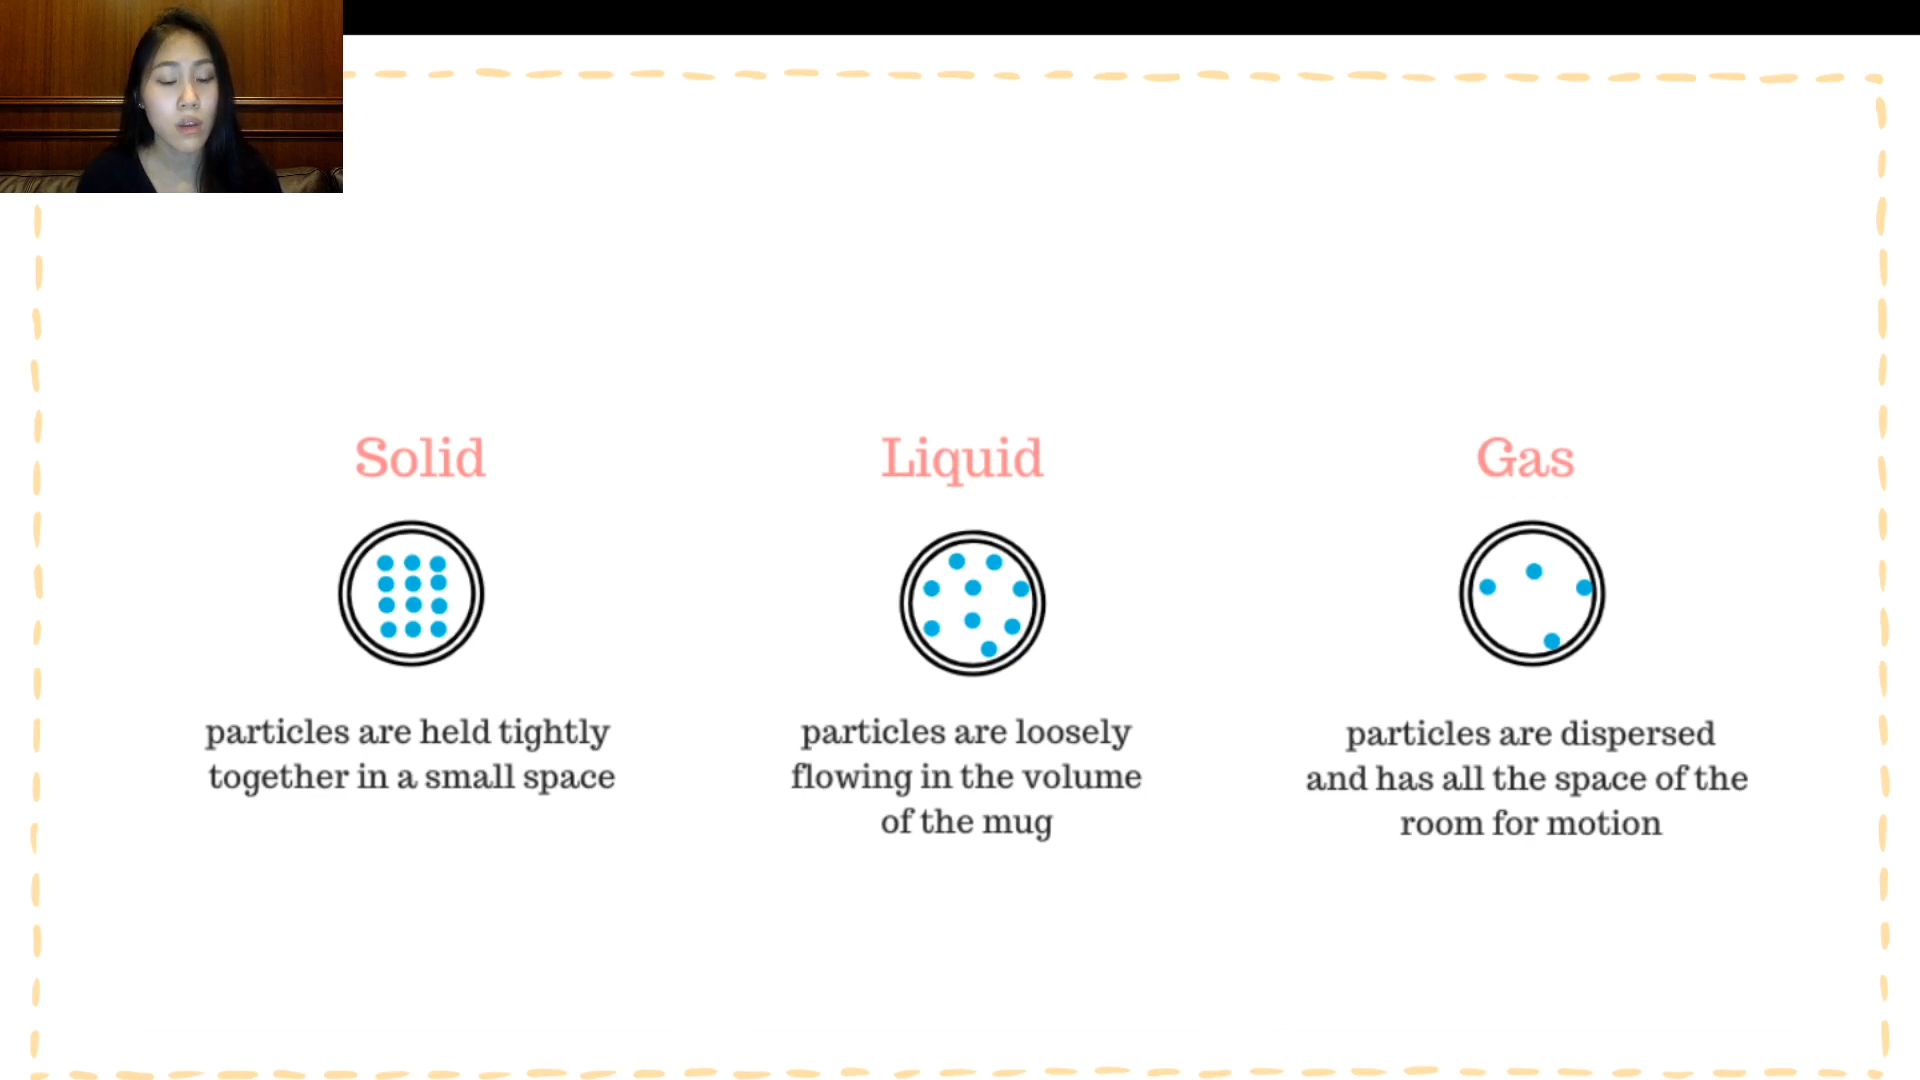 Solid
particles are held tightly
together in a small space
Liquid
particles are loosely
flowing in the volume
of the mug
Gas
particles are dispersed
and has all the space of the
room for motion